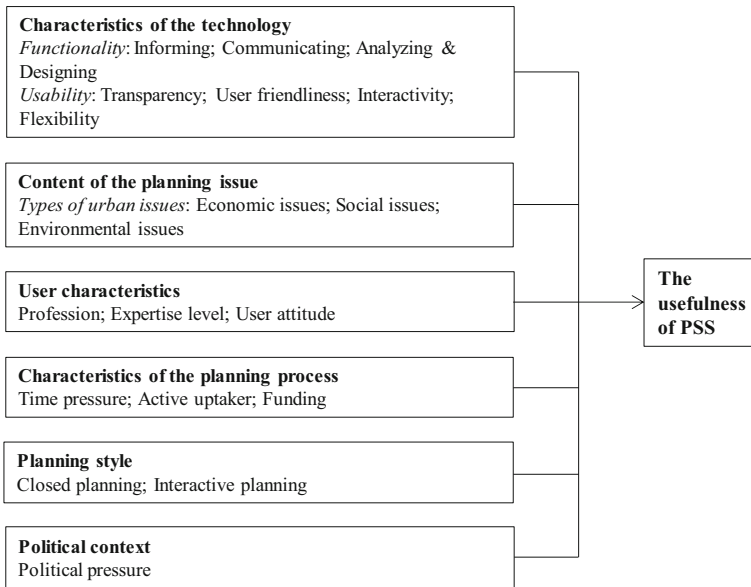 Characteristics of the technology
Functionality: Informing; Communicating; Analyzing &
Designing
Usability: Transparency; User friendliness; Interactivity;
Flexibility
Content of the planning issue
Types of urban issues: Economic issues; Social issues;
Environmental issues
User characteristics
Profession; Expertise level; User attitude
Characteristics of the planning process
Time pressure; Active uptaker; Funding
Planning style
Closed planning; Interactive planning
Political context
Political pressure
The
usefulness
of PSS